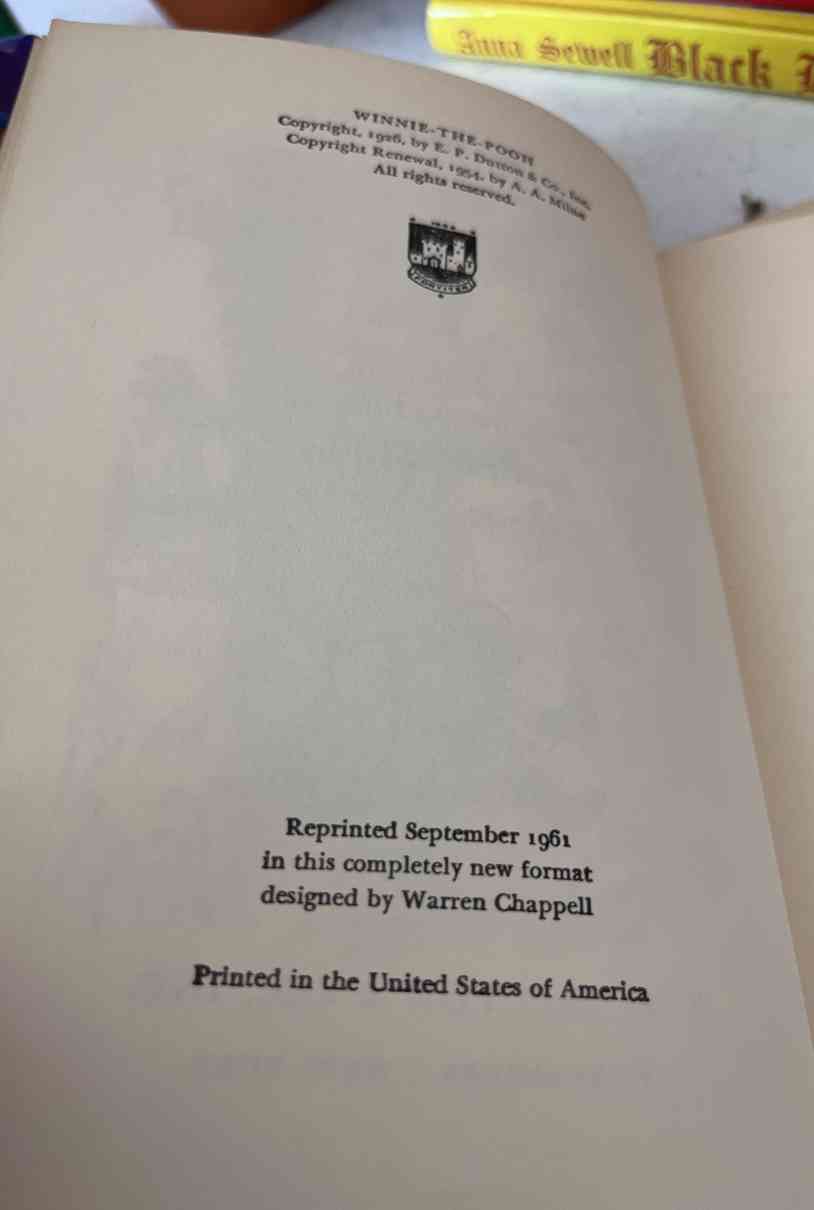 Anna Sewell Black
WINNIE-THE-POOH
Copyright, 1926, by E. P. Dutton & Co., Inc.
Copyright Renewal, 1954, by A. A. Milne
All rights reserved.
Reprinted September 1961
in this completely new format
designed by Warren Chappell
Printed in the United States of America